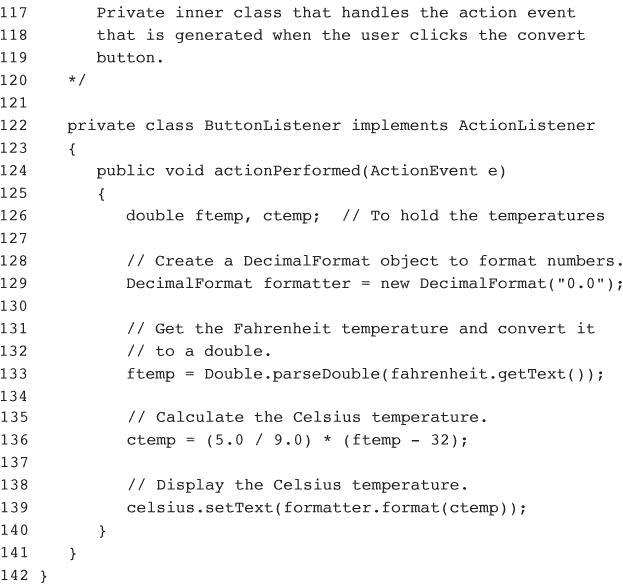 117       Private inner class that handles the action event
118       that is generated when the user clicks the convert
119       button.
120    */
121
122    private class ButtonListener implements ActionListener
123    {
124       public void actionPerformed(ActionEvent e)
125       {
126          double ftemp, ctemp;  // To hold the temperatures
127
128          // Create a DecimalFormat object to format numbers.
129          DecimalFormat formatter = new DecimalFormat("0.0");
130
131          // Get the Fahrenheit temperature and convert it
132          // to a double.
133          ftemp = Double.parseDouble(fahrenheit.getText());
134
135          // Calculate the Celsius temperature.
136          ctemp = (5.0 / 9.0) * (ftemp - 32);
137
138          // Display the Celsius temperature.
139          celsius.setText(formatter.format(ctemp));
140       }
141    }
142 }